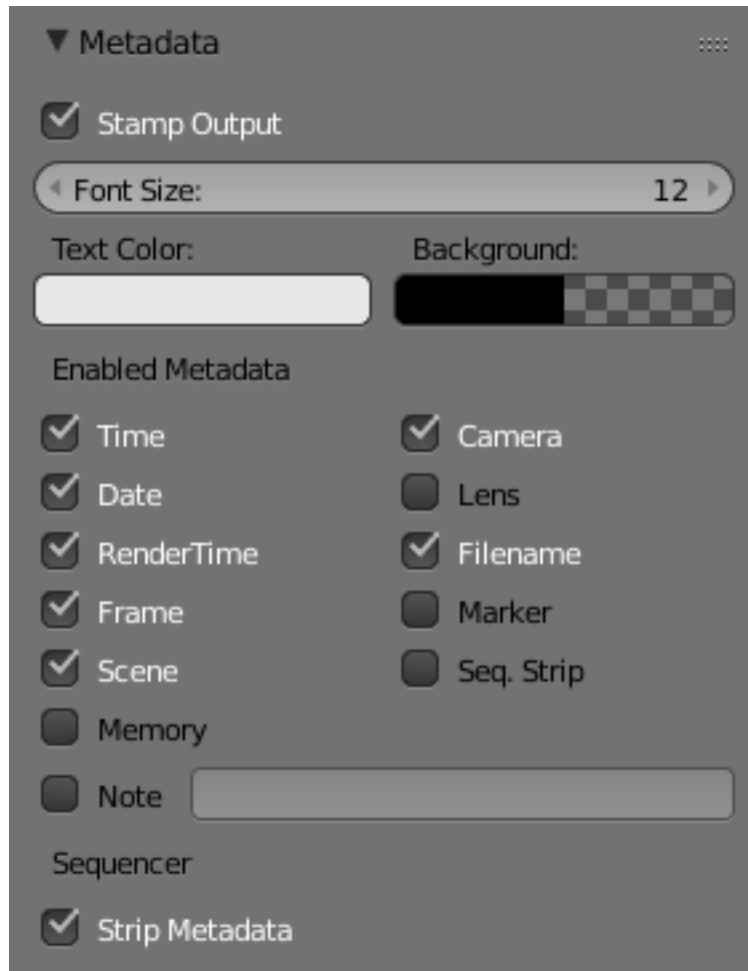 Metadata
Stamp Output
Font Size: 12
Text Color: Background:
Enabled Metadata
Time Camera
Date Lens
RenderTime Filename
Frame Marker
Scene Seq. Strip
Memory
Note
Sequencer
Strip Metadata